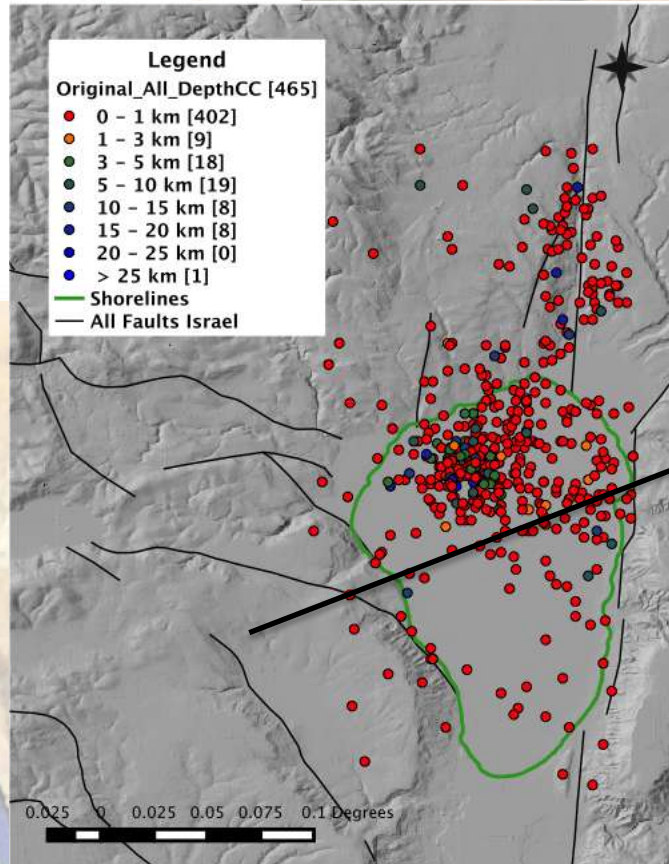 Legend
Original_All_DepthCC [465]
0 – 1 km [402]
1 – 3 km [9]
3 – 5 km [18]
5 – 10 km [19]
10 – 15 km [8]
15 – 20 km [8]
20 – 25 km [0]
> 25 km [1]
Shorelines
All Faults Israel
0.025 0 0.025 0.05 0.075 0.1 Degrees